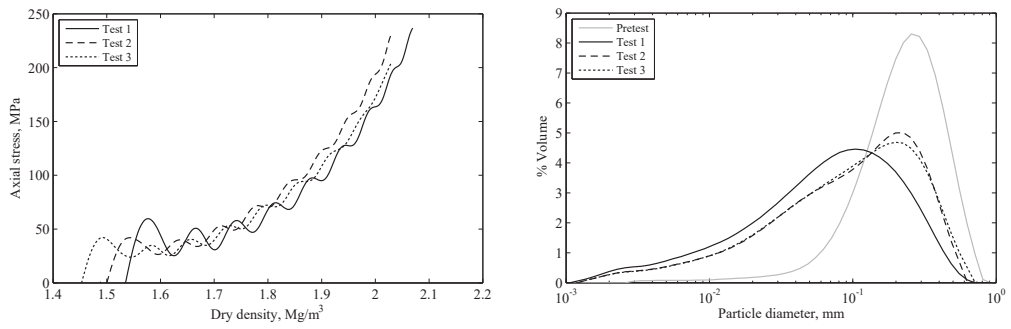 250
200
150
100
50
0
Axial stress, MPa
Test 1
Test 2
Test 3
1.4 1.5 1.6 1.7 1.8 1.9 2 2.1 2.2
Dry density, Mg/m³
9
8
7
6
5
4
3
2
1
0
% Volume
Pretest
Test 1
Test 2
Test 3
10⁻³ 10⁻² 10⁻¹ 10⁰
Particle diameter, mm